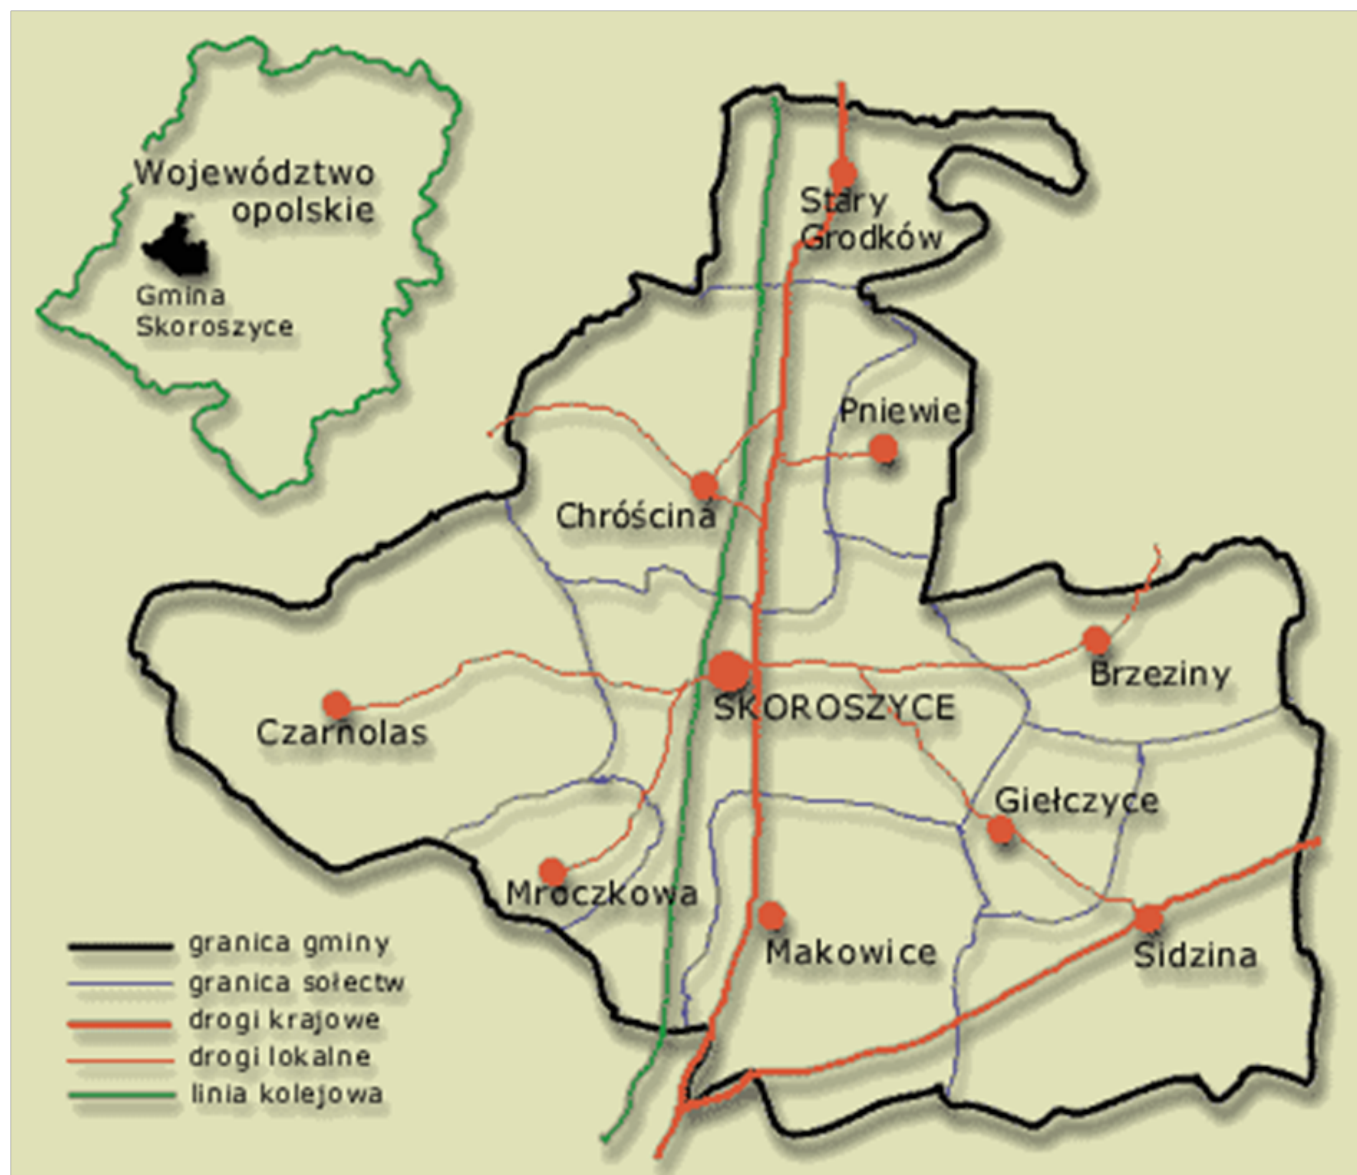 Województwo
opolskie
Gmina
Skoroszyce
Stary
Grodków
Pniewie
Chróścina
Brzeziny
SKOROSZYCE
Czarnolas
Giełczyce
Mroczkowa
Makowice
Sidzina
granica gminy
granica sołectw
drogi krajowe
drogi lokalne
linia kolejowa